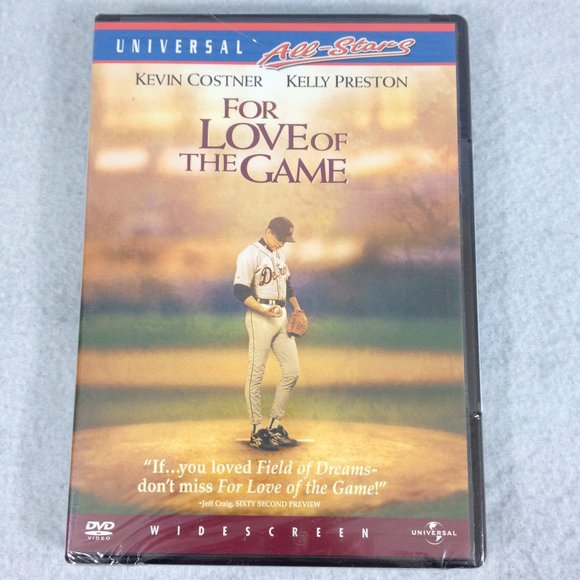 UNIVERSAL All-Stars
KEVIN COSTNER KELLY PRESTON
FOR
LOVE OF
THE GAME
"If...you loved Field of Dreams-
don't miss For Love of the Game!"
-Jeff Craig, SIXTY SECOND PREVIEW
DVD
VIDEO
WIDESCREEN
UNIVERSAL